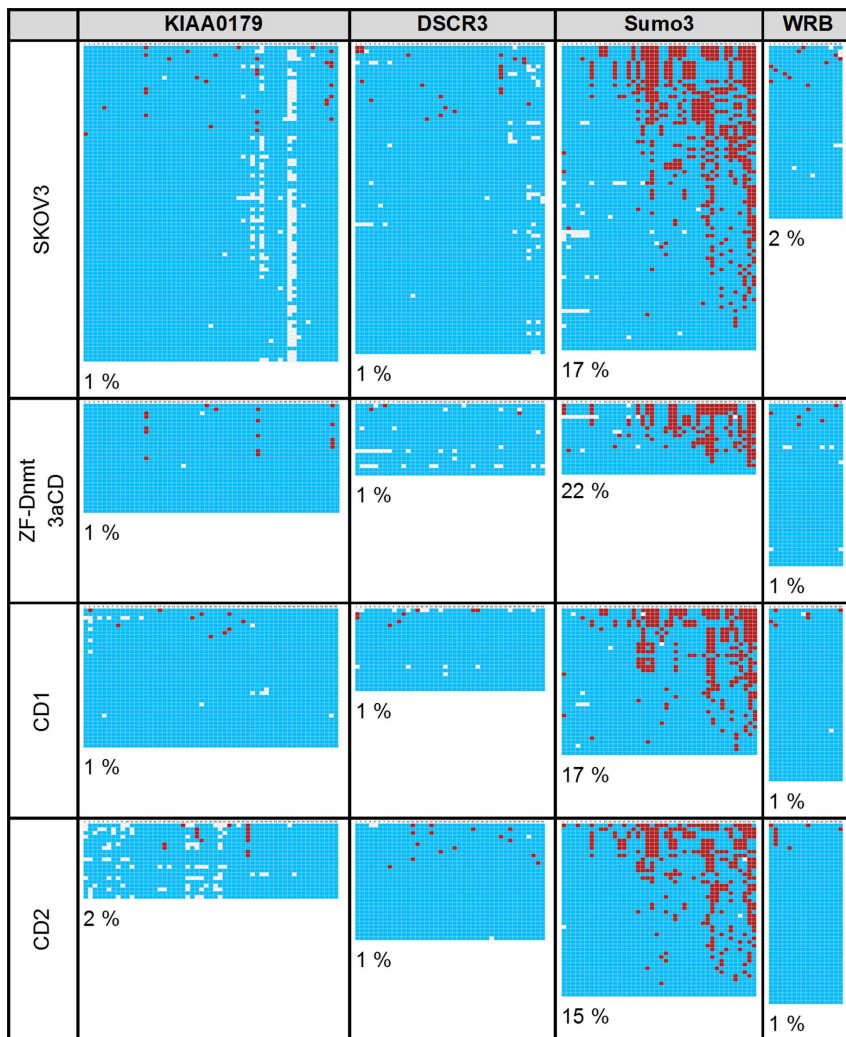 KIAA0179 DSCR3 Sumo3 WRB
SKOV3
1 % 1 % 17 % 2 %
ZF-Dnmt
3aCD
1 % 1 % 22 % 1 %
CD1
1 % 1 % 17 % 1 %
CD2
2 % 1 % 15 % 1 %